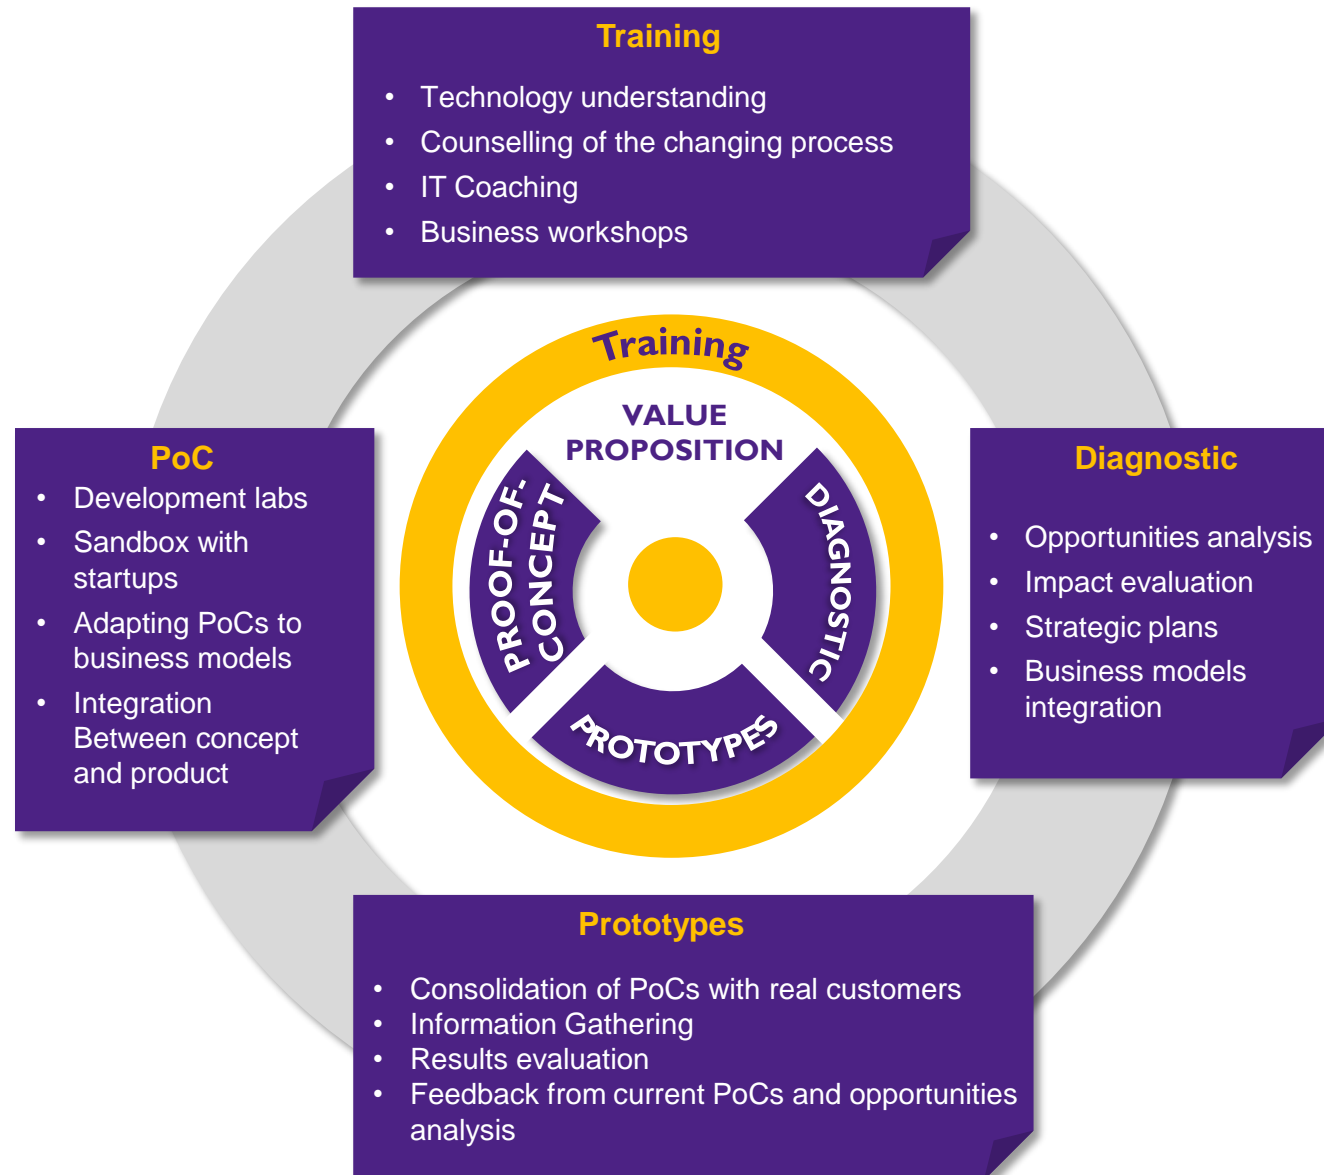 Training
• Technology understanding
• Counselling of the changing process
• IT Coaching
• Business workshops
Training
VALUE
PROPOSITION
PROOF-OF-
CONCEPT
DIAGNOSTIC
PROTOTYPES
PoC
• Development labs
• Sandbox with
startups
• Adapting PoCs to
business models
• Integration
Between concept
and product
Diagnostic
• Opportunities analysis
• Impact evaluation
• Strategic plans
• Business models
integration
Prototypes
• Consolidation of PoCs with real customers
• Information Gathering
• Results evaluation
• Feedback from current PoCs and opportunities
analysis